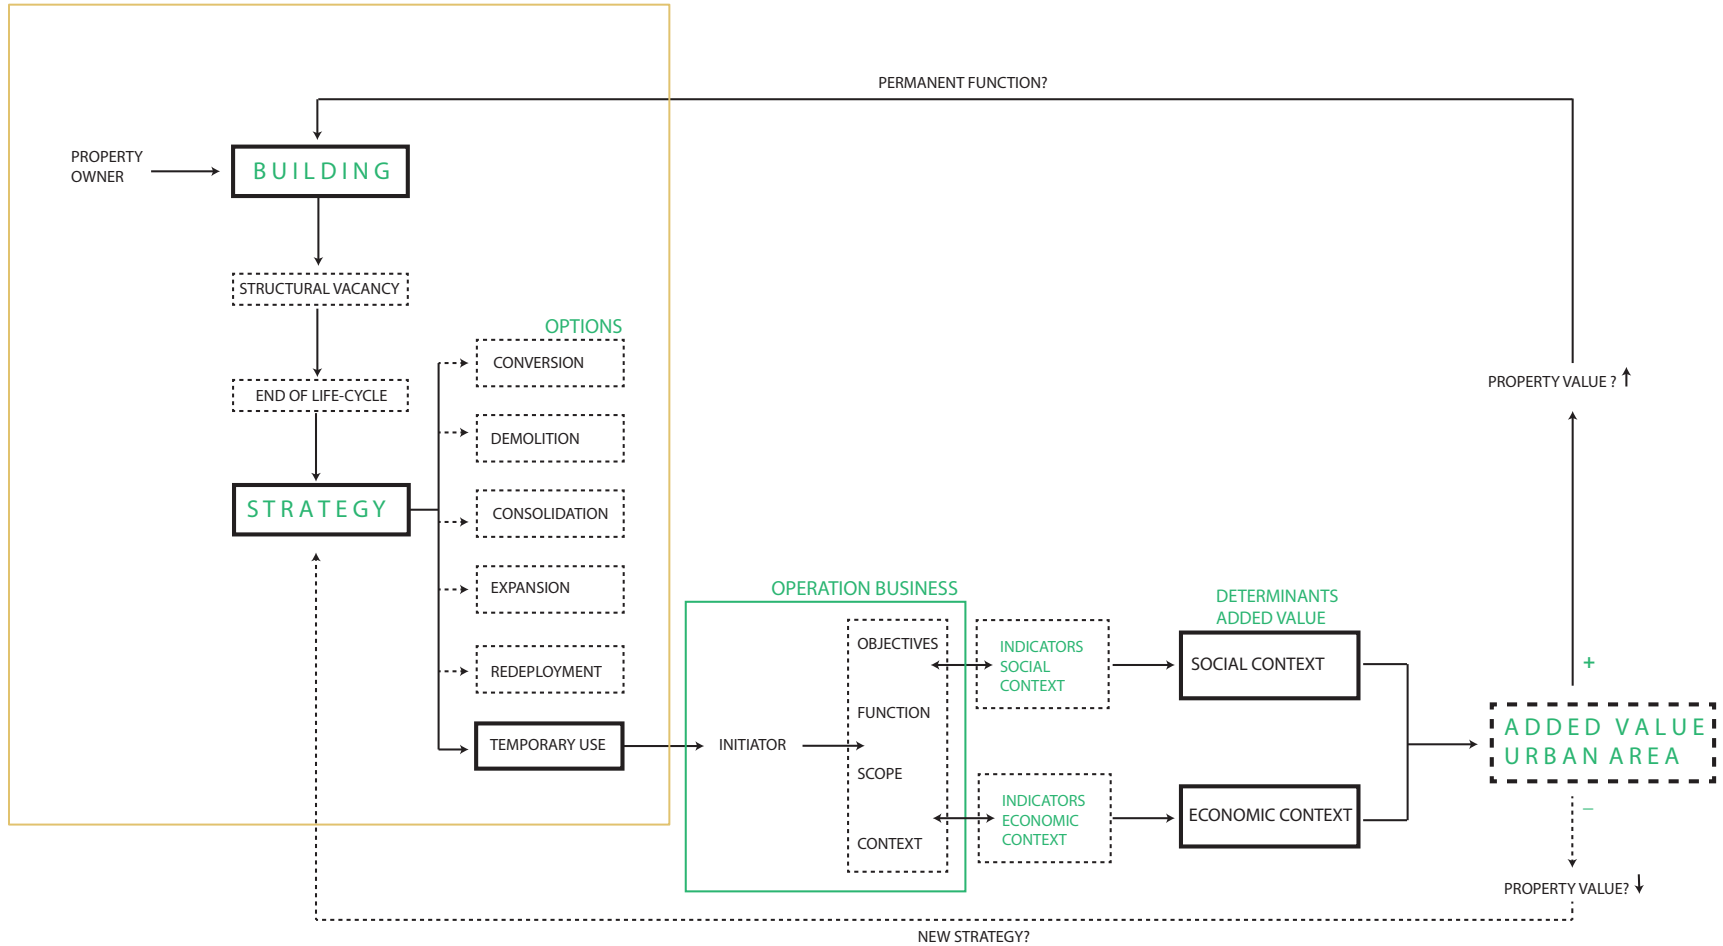 PERMANENT FUNCTION?
PROPERTY
OWNER
BUILDING
STRUCTURAL VACANCY
END OF LIFE-CYCLE
STRATEGY
OPTIONS
CONVERSION
DEMOLITION
CONSOLIDATION
EXPANSION
REDEPLOYMENT
TEMPORARY USE
OPERATION BUSINESS
INITIATOR
OBJECTIVES
FUNCTION
SCOPE
CONTEXT
INDICATORS
SOCIAL
CONTEXT
INDICATORS
ECONOMIC
CONTEXT
DETERMINANTS
ADDED VALUE
SOCIAL CONTEXT
ECONOMIC CONTEXT
PROPERTY VALUE ?
+
ADDED VALUE
URBAN AREA
–
PROPERTY VALUE?
NEW STRATEGY?